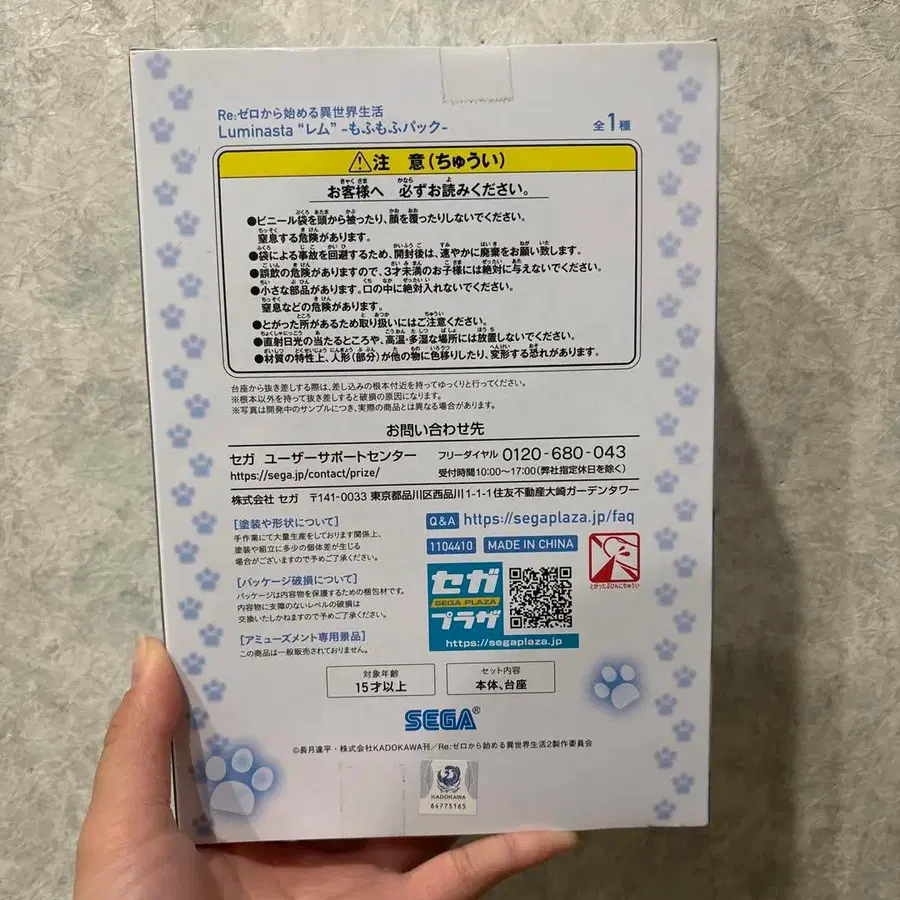 Re:ゼロから始める異世界生活
Luminasta “レム” -もふもふパック-
全1種
⚠注 意(ちゅうい)
お客様へ 必ずお読みください。
●ビニール袋を頭から被ったり、顔を覆ったりしないでください。
窒息する危険があります。
●袋による事故を回避するため、開封後は、速やかに廃棄をお願い致します。
●誤飲の危険がありますので、3才未満のお子様には絶対に与えないでください。
●小さな部品があります。口の中に絶対入れないでください。
窒息などの危険があります。
●とがった所があるため取り扱いにはご注意ください。
●直射日光の当たるところや、高温・多湿な場所には放置しないでください。
●材質の特性上、人形(部分)が他の物に色移りしたり、変形する恐れがあります。
台座から抜き差しする際は、差し込みの根本付近を持ってゆっくりと行ってください。
※根本以外を持って抜き差しすると破損の原因になります。
※写真は開発中のサンプルにつき、実際の商品とは異なる場合があります。
お問い合わせ先
セガ ユーザーサポートセンター
https://sega.jp/contact/prize/
フリーダイヤル 0120-680-043
受付時間10:00〜17:00(弊社指定休日を除く)
株式会社 セガ 〒141-0033 東京都品川区西品川1-1-1住友不動産大崎ガーデンタワー
[塗装や形状について]
手作業にて大量生産をしております関係上、
塗装や組立に多少の個体差が生じる
場合がございますので予めご了承ください。
[パッケージ破損について]
パッケージは内容物を保護するための梱包材です。
内容物に支障のないレベルの破損は
交換いたしかねますので予めご了承ください。
[アミューズメント専用景品]
この商品は一般販売されておりません。
Q&A https://segaplaza.jp/faq
1104410 MADE IN CHINA
とがったぶひんにちゅうい
セガ
SEGA PLAZA
プラザ
https://segaplaza.jp
対象年齢
15才以上
セット内容
本体、台座
SEGA®
©長月達平・株式会社KADOKAWA刊/Re:ゼロから始める異世界生活2製作委員会
KADOKAWA
64775165